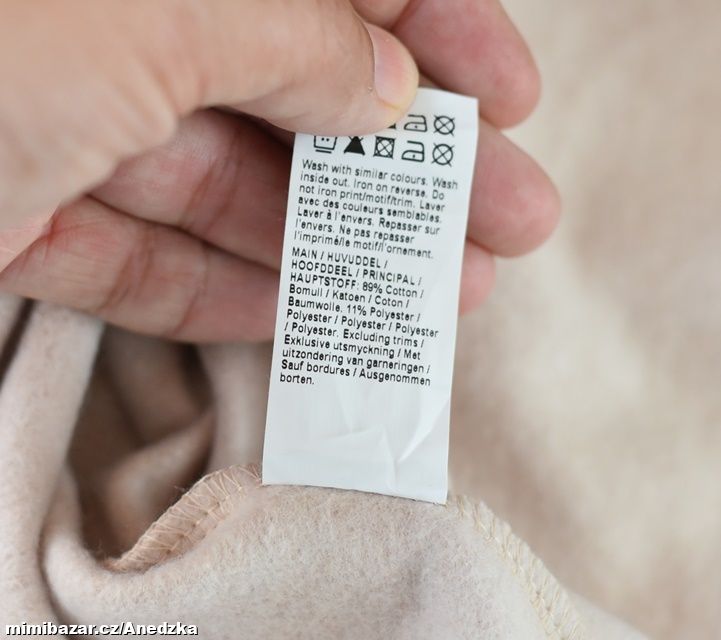 Wash with similar colours. Wash
inside out. Iron on reverse. Do
not iron print/motif/trim. Laver
avec des couleurs semblables.
Laver à l'envers. Repasser sur
l'envers. Ne pas repasser
l'imprimé/le motif/l'ornement.
MAIN / HUVUDDEL /
HOOFDDEEL / PRINCIPAL /
HAUPTSTOFF: 89% Cotton /
Bomull / Katoen / Coton /
Baumwolle. 11% Polyester /
Polyester / Polyester / Polyester
/ Polyester. Excluding trims /
Exklusive utsmyckning / Met
uitzondering van garneringen /
Sauf bordures / Ausgenommen
borten.
mimibazar.cz/Anedzka